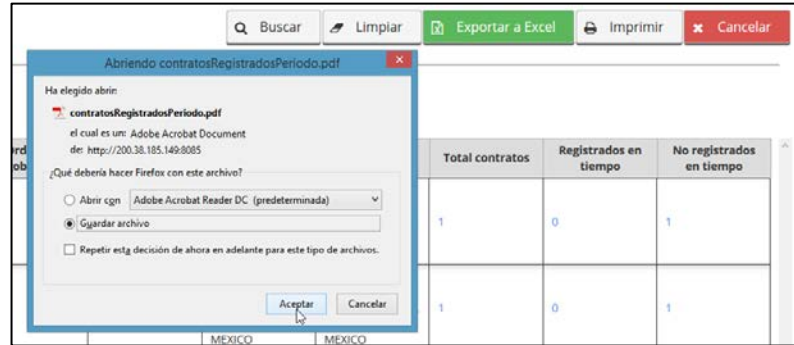 Buscar Limpiar Exportar a Excel Imprimir Cancelar
Abriendo contratosRegistradosPeriodo.pdf
Ha elegido abrir:
contratosRegistradosPeriodo.pdf
el cual es un: Adobe Acrobat Document
de: http://200.38.185.149:8085
¿Qué debería hacer Firefox con este archivo?
Abrir con Adobe Acrobat Reader DC (predeterminada)
Guardar archivo
Repetir esta decisión de ahora en adelante para este tipo de archivos.
Aceptar Cancelar
Total contratos
Registrados en
tiempo
No registrados
en tiempo
1 0 1
1 0 1
MEXICO MEXICO